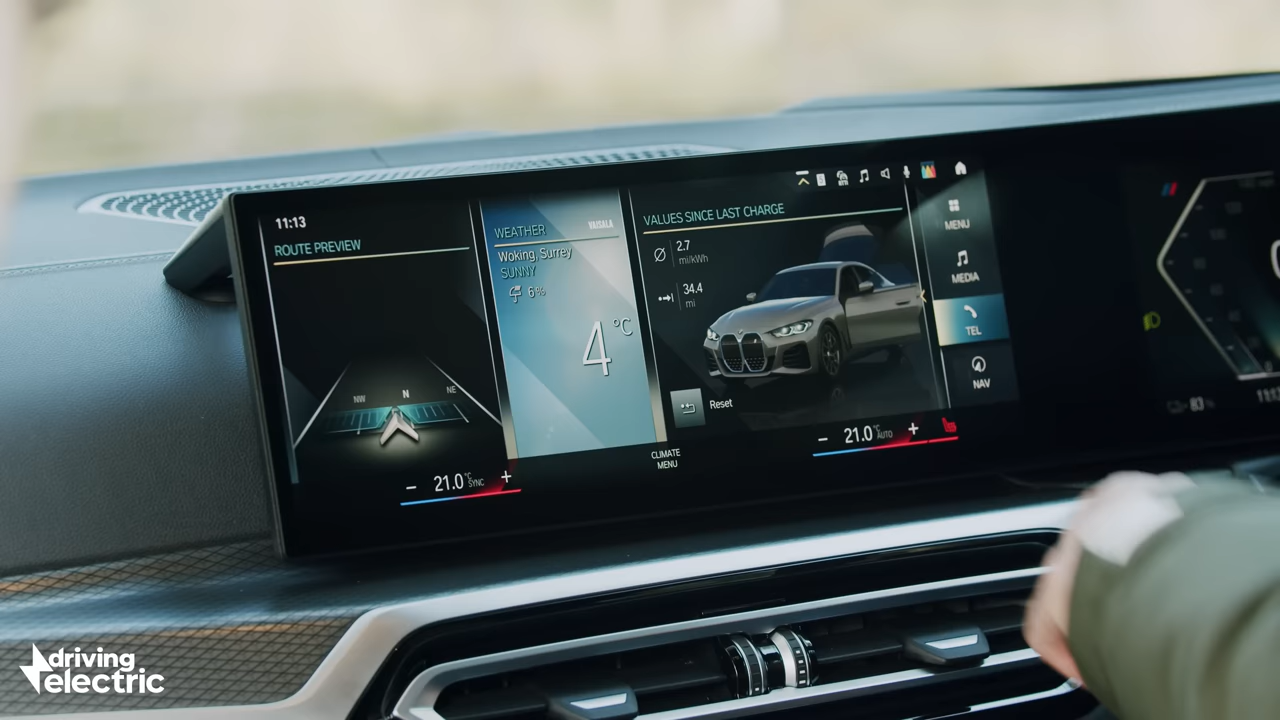 11:13
ROUTE PREVIEW
NW
N
NE
21.0 °C
SYNC
WEATHER
VAISALA
Woking, Surrey
SUNNY
6%
4 °C
VALUES SINCE LAST CHARGE
2.7
mi/kWh
34.4
mi
Reset
CLIMATE
MENU
21.0 °C
AUTO
MENU
MEDIA
TEL
NAV
driving
electric